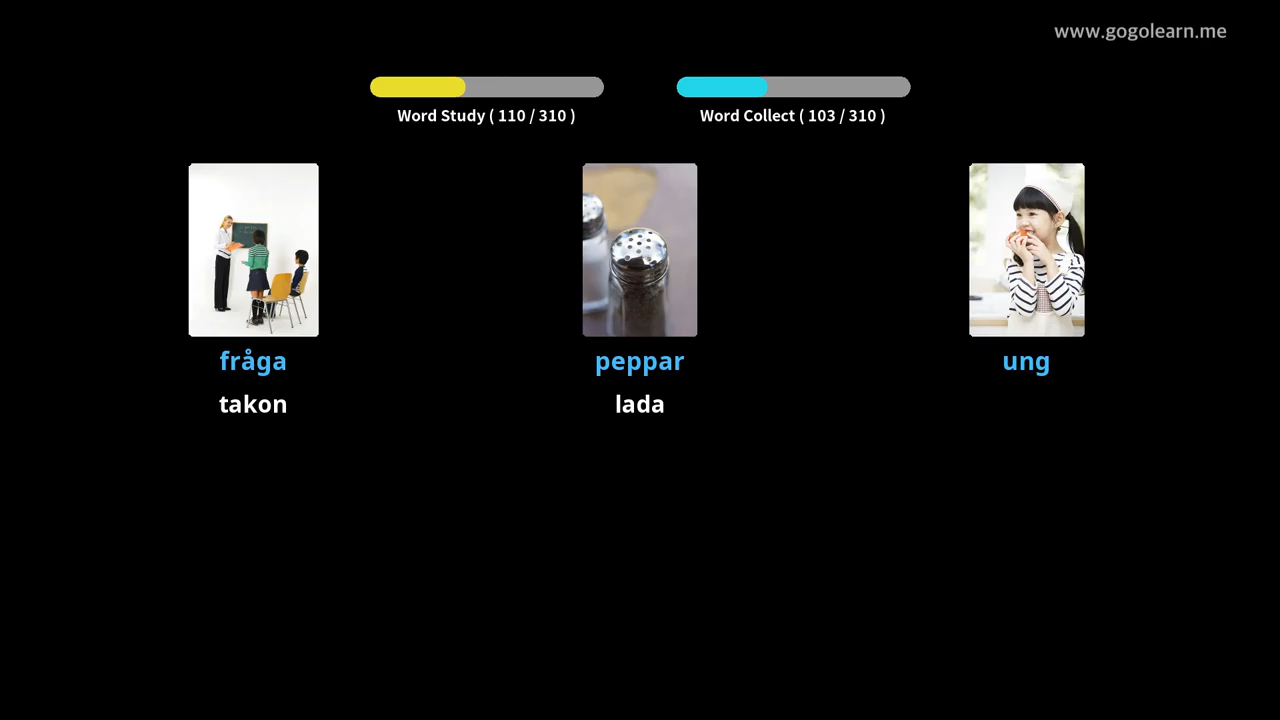 www.gogolearn.me
Word Study ( 110 / 310 )
Word Collect ( 103 / 310 )
fråga
peppar
ung
takon
lada